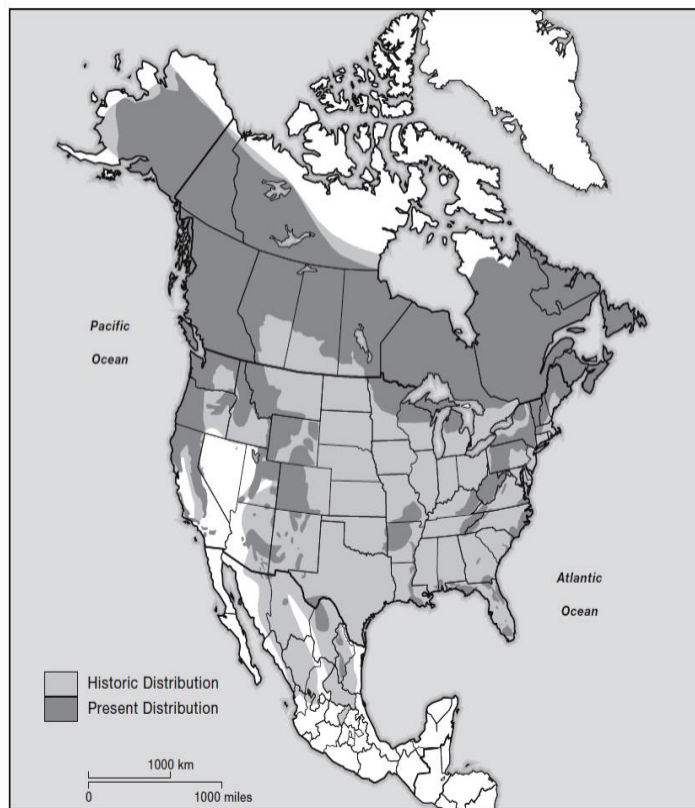 Pacific
Ocean
Atlantic
Ocean
Historic Distribution
Present Distribution
1000 km
0
1000 miles